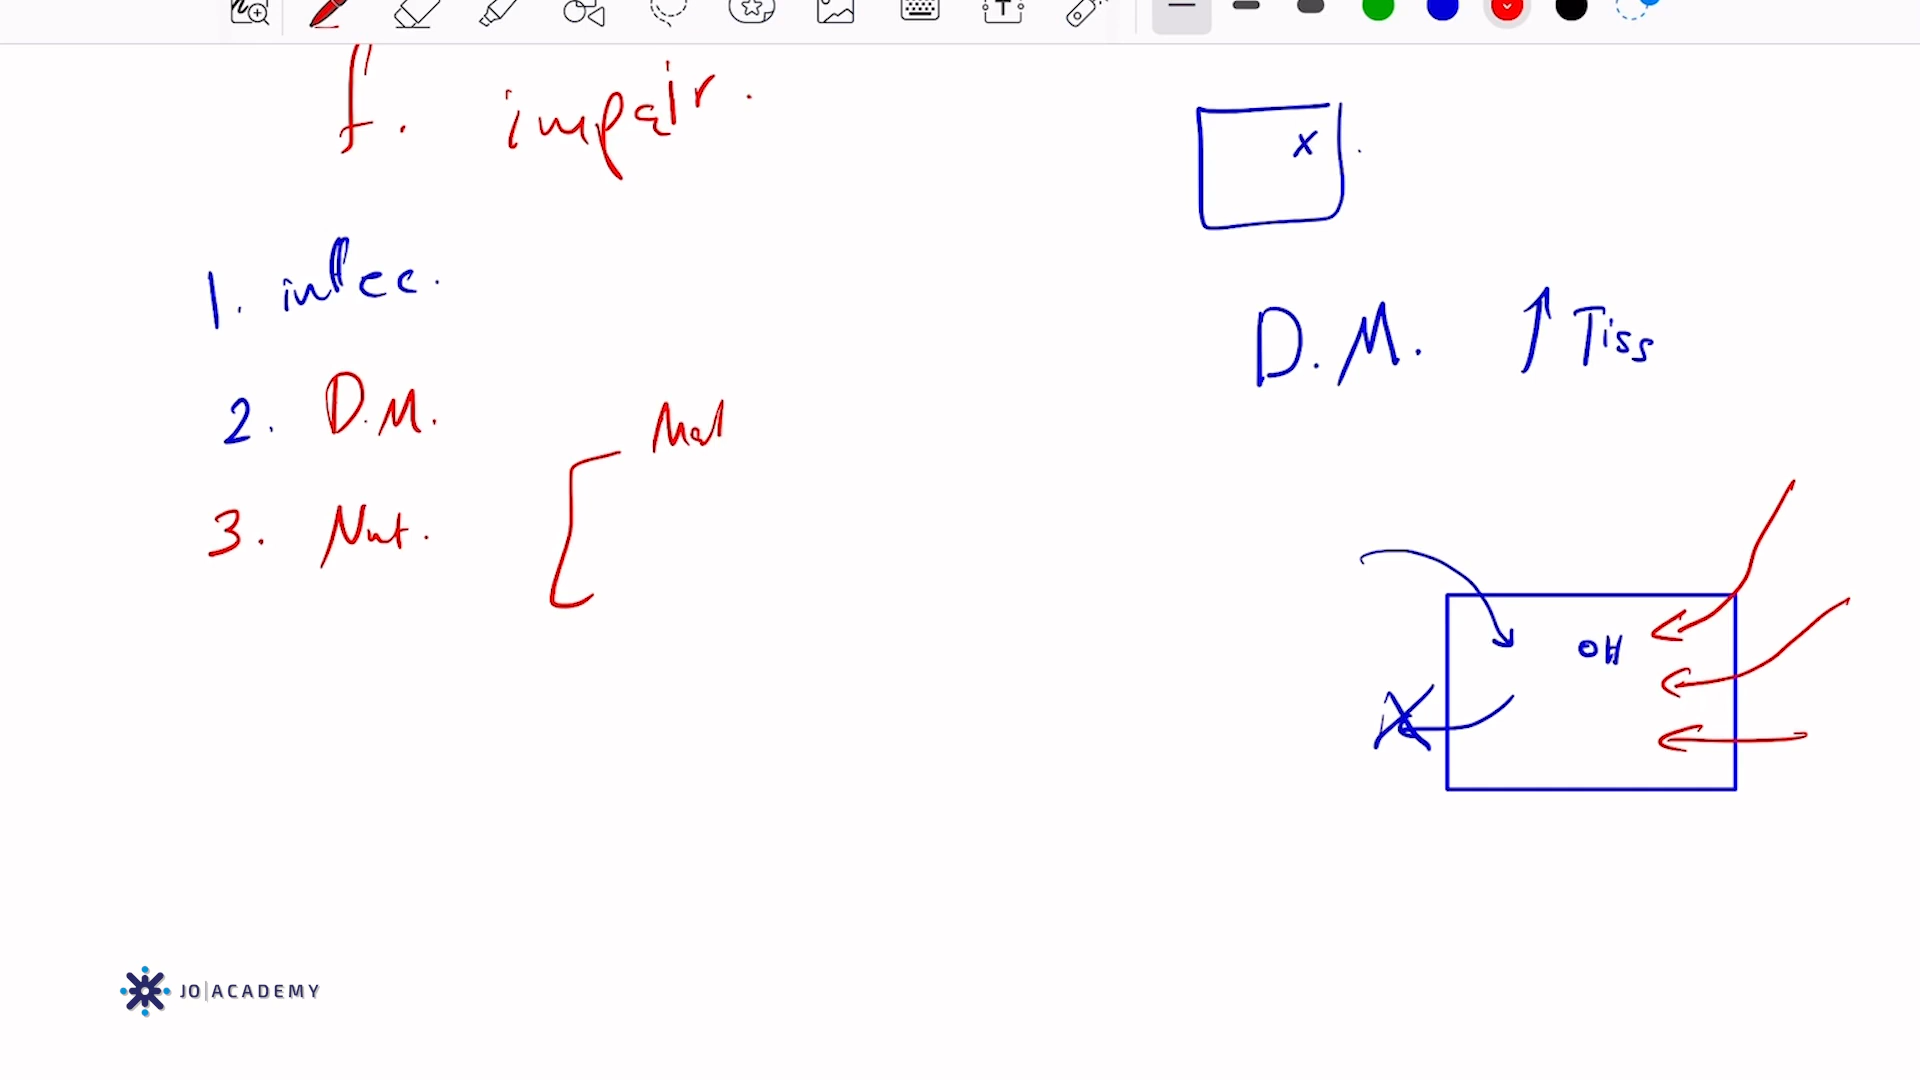 f. impair.
1. infec.
2. D.M.
3. Nut.
Mal
x
D.M. ↑ Tiss
OH
JO|ACADEMY